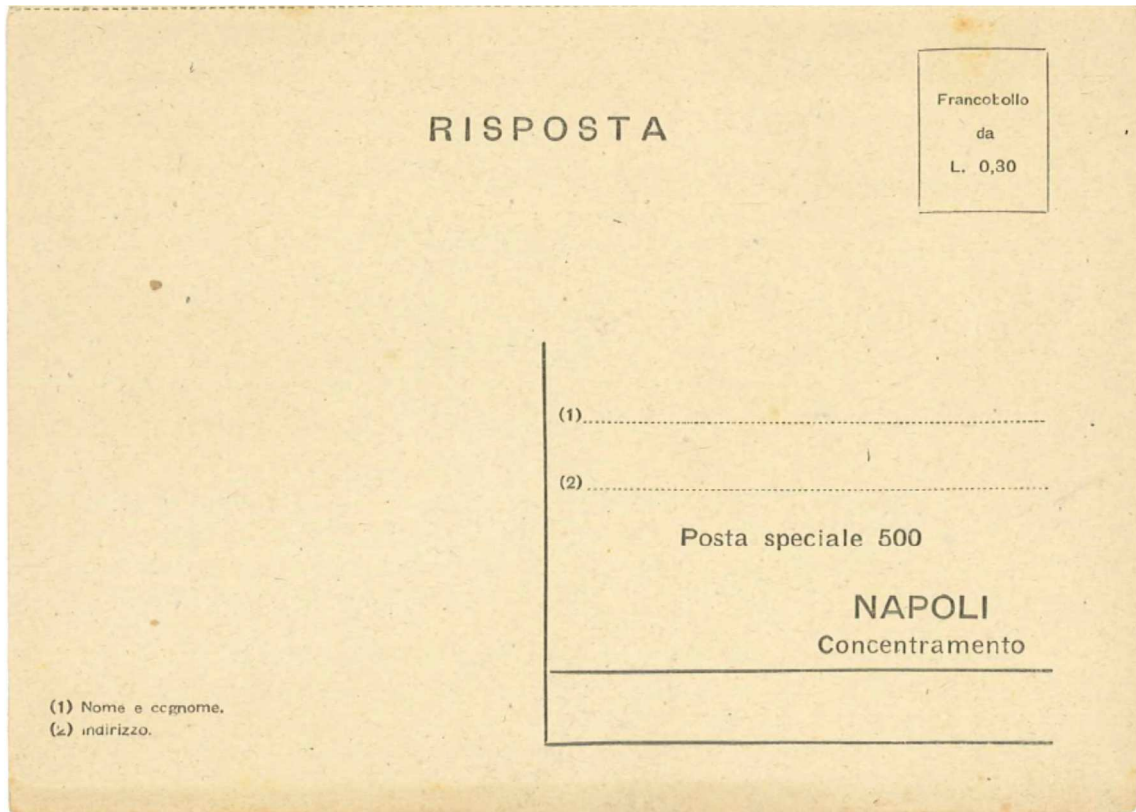 RISPOSTA
Francobollo
da
L. 0,30
(1)
(2)
Posta speciale 500
NAPOLI
Concentramento
(1) Nome e cognome.
(2) indirizzo.